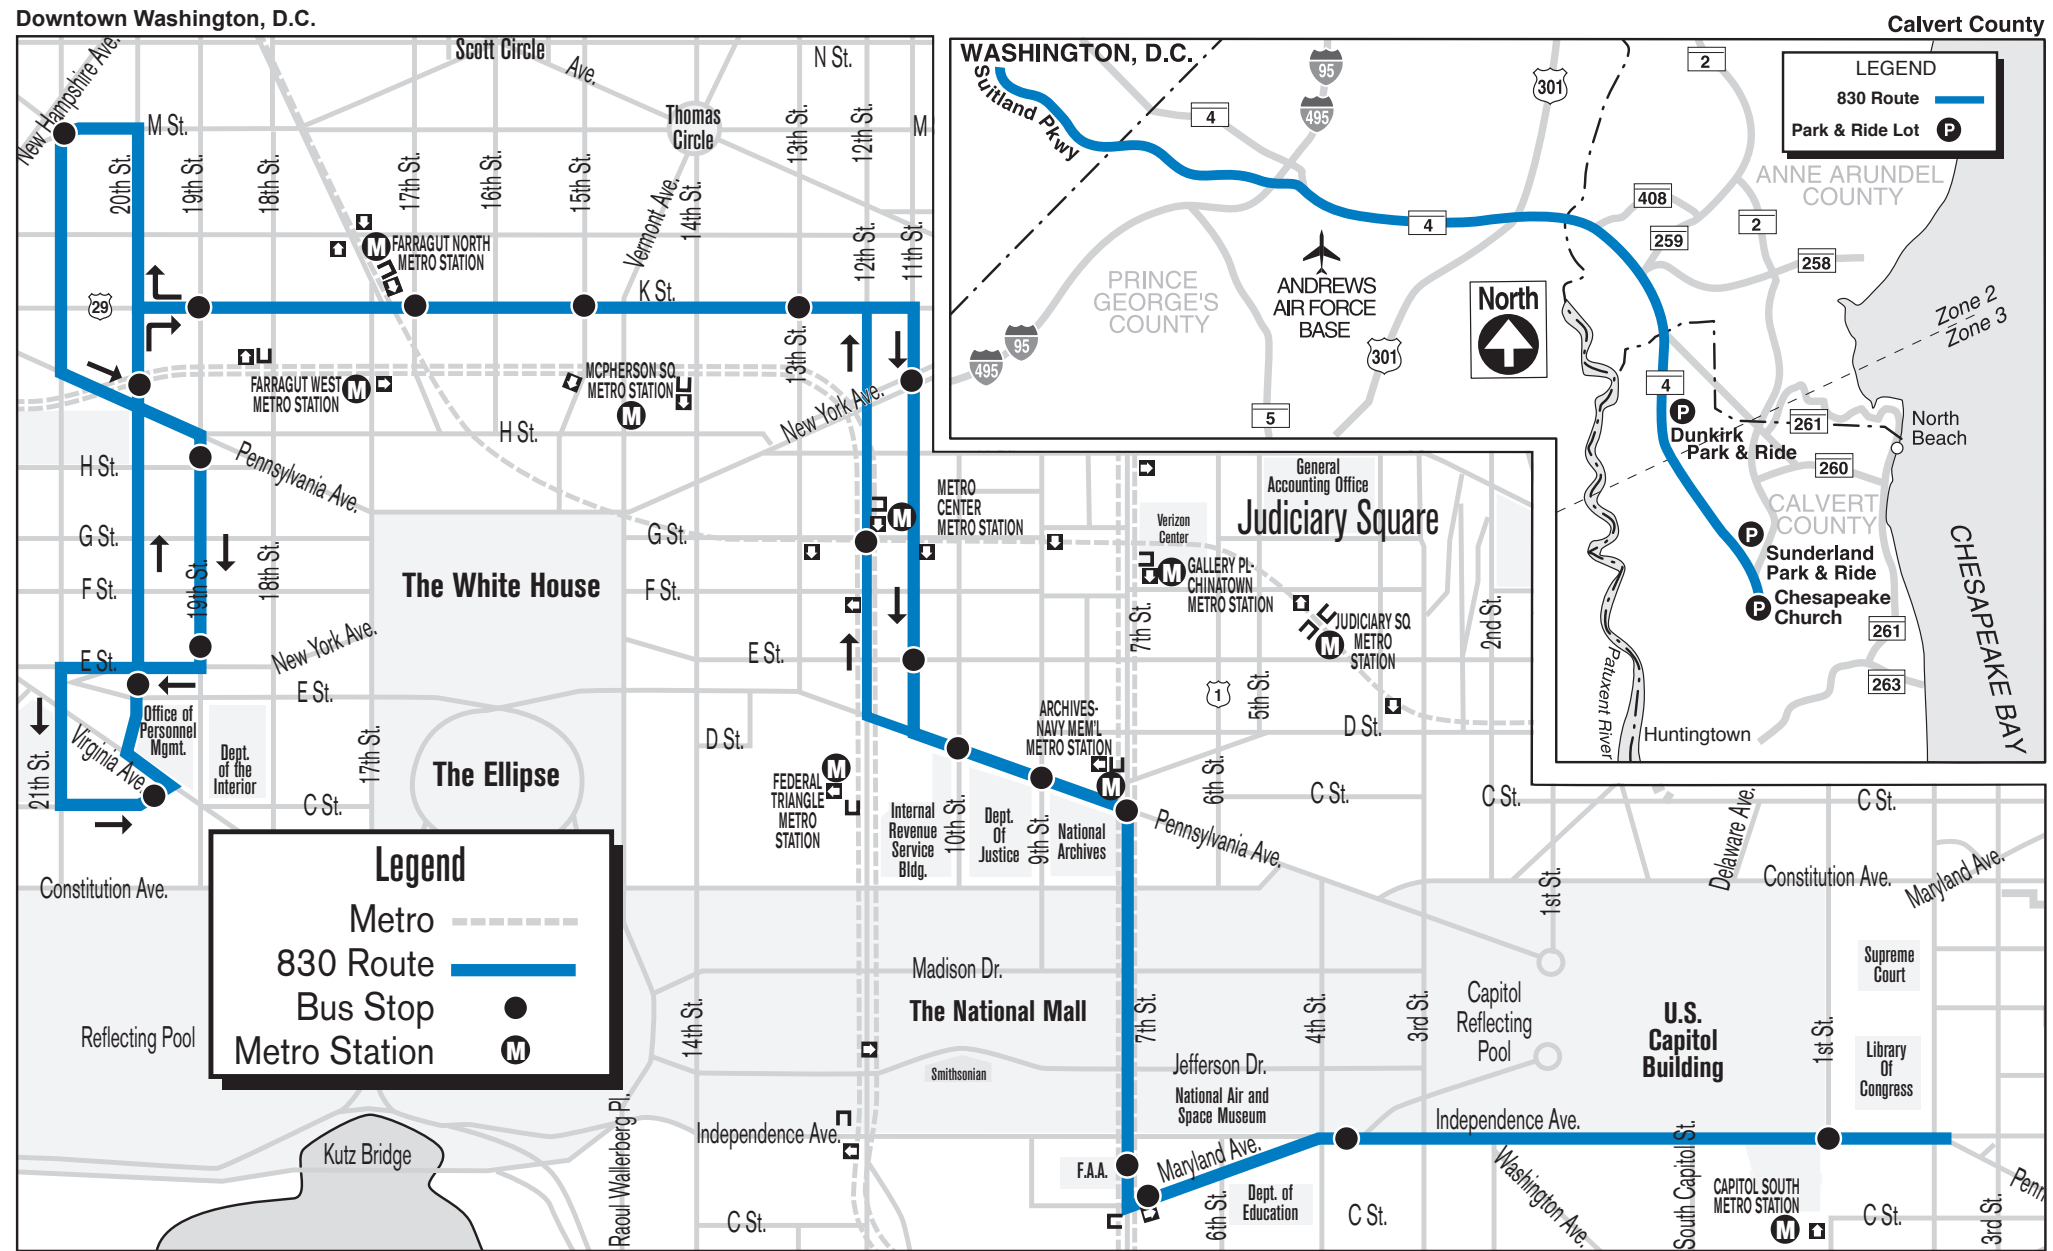 Downtown Washington, D.C.
Calvert County
New Hampshire Ave.
Scott Circle
Ave.
N St.
Thomas
Circle
M St.
M
20th St.
19th St.
18th St.
17th St.
16th St.
15th St.
Vermont Ave.
14th St.
13th St.
12th St.
12th St.
11th St.
M
FARRAGUT NORTH
METRO STATION
K St.
29
FARRAGUT WEST
METRO STATION
M
MCPHERSON SQ.
METRO STATION
M
13th St.
New York Ave.
H St.
H St.
Pennsylvania Ave.
G St.
G St.
F St.
F St.
19th St.
18th St.
The White House
METRO
CENTER
METRO STATION
M
New York Ave.
E St.
E St.
E St.
Office of
Personnel
Mgmt.
Dept.
of the
Interior
Virginia Ave.
21th St.
17th St.
The Ellipse
C St.
D St.
M
FEDERAL
TRIANGLE
METRO
STATION
Internal
Revenue
Service
Bldg.
10th St.
Dept.
Of
Justice
9th St.
National
Archives
ARCHIVES-
NAVY MEM'L
METRO STATION
M
General
Accounting Office
Verizon
Center
Judiciary Square
M
GALLERY PL-
CHINATOWN
METRO STATION
7th St.
JUDICIARY SQ.
METRO
STATION
M
2nd St.
1
5th St.
D St.
6th St.
C St.
C St.
C St.
Pennsylvania Ave.
Delaware Ave.
Constitution Ave.
Constitution Ave.
Maryland Ave.
1st St.
Legend
Metro
830 Route
Bus Stop
Metro Station
M
Reflecting Pool
Madison Dr.
The National Mall
14th St.
7th St.
4th St.
3rd St.
Capitol
Reflecting
Pool
U.S.
Capitol
Building
1st St.
Supreme
Court
Library
Of
Congress
Smithsonian
Jefferson Dr.
National Air and
Space Museum
Independence Ave.
Independence Ave.
Kutz Bridge
Raoul Wallerberg Pl.
F.A.A.
Maryland Ave.
6th St.
Dept. of
Education
C St.
C St.
Washington Ave.
South Capitol St.
CAPITOL SOUTH
METRO STATION
M
C St.
3rd St.
Penn
WASHINGTON, D.C.
Suitland Pkwy
4
95
495
301
2
LEGEND
830 Route
Park & Ride Lot
P
ANNE ARUNDEL
COUNTY
408
259
2
258
4
PRINCE
GEORGE'S
COUNTY
ANDREWS
AIR FORCE
BASE
North
Zone 2
Zone 3
95
495
301
5
4
P
Dunkirk
Park & Ride
261
North
Beach
260
CALVERT
COUNTY
P
Sunderland
Park & Ride
P
Chesapeake
Church
261
263
Patuxent River
Huntingtown
CHESAPEAKE BAY